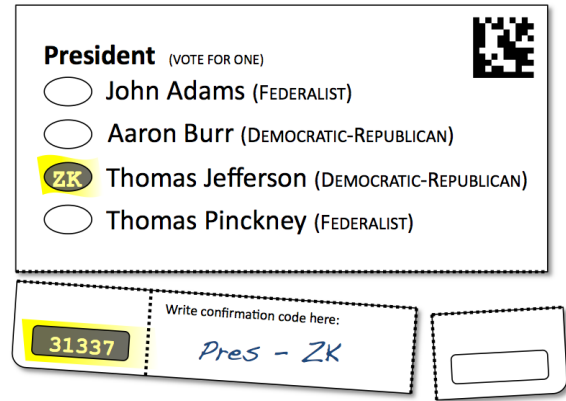 President (VOTE FOR ONE)
John Adams (FEDERALIST)
Aaron Burr (DEMOCRATIC-REPUBLICAN)
ZK Thomas Jefferson (DEMOCRATIC-REPUBLICAN)
Thomas Pinckney (FEDERALIST)
Write confirmation code here:
31337 Pres - ZK